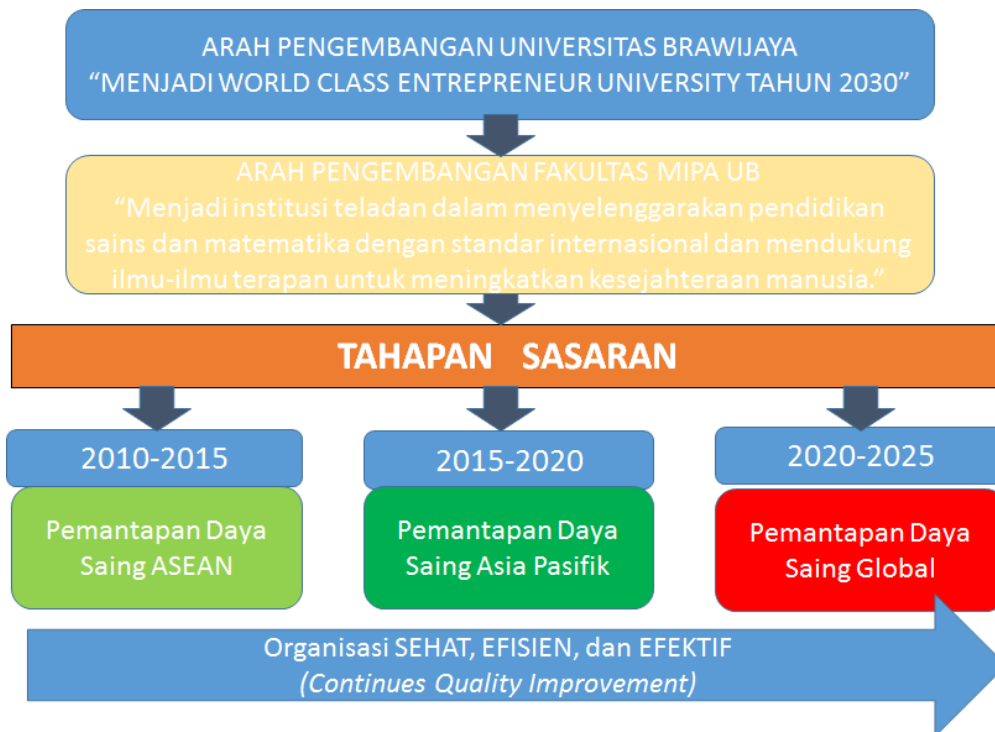 ARAH PENGEMBANGAN UNIVERSITAS BRAWIJAYA
“MENJADI WORLD CLASS ENTREPRENEUR UNIVERSITY TAHUN 2030”
ARAH PENGEMBANGAN FAKULTAS MIPA UB
“Menjadi institusi teladan dalam menyelenggarakan pendidikan
sains dan matematika dengan standar internasional dan mendukung
ilmu-ilmu terapan untuk meningkatkan kesejahteraan manusia.”
TAHAPAN SASARAN
2010-2015
Pemantapan Daya
Saing ASEAN
2015-2020
Pemantapan Daya
Saing Asia Pasifik
2020-2025
Pemantapan Daya
Saing Global
Organisasi SEHAT, EFISIEN, dan EFEKTIF
(Continues Quality Improvement)